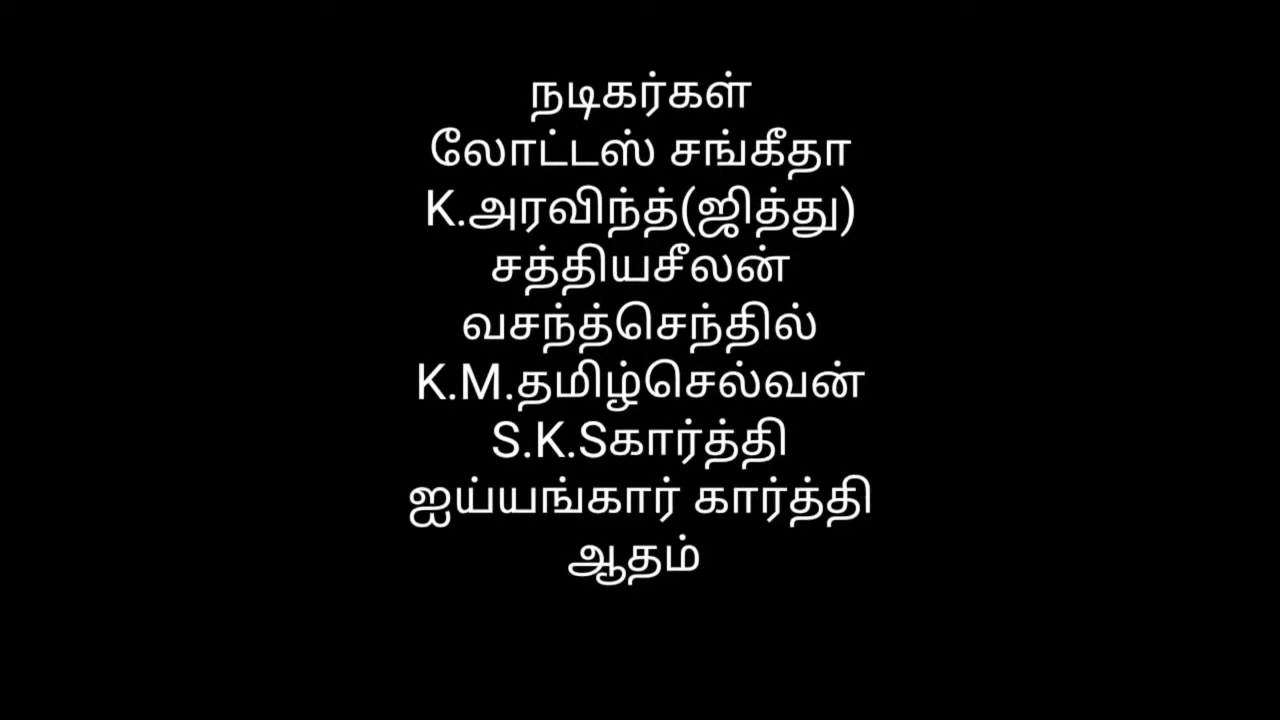 நடிகர்கள்
லோட்டஸ் சங்கீதா
K.அரவிந்த்(ஜித்து)
சத்தியசீலன்
வசந்த்செந்தில்
K.M.தமிழ்செல்வன்
S.K.Sகார்த்தி
ஐய்யங்கார் கார்த்தி
ஆதம்